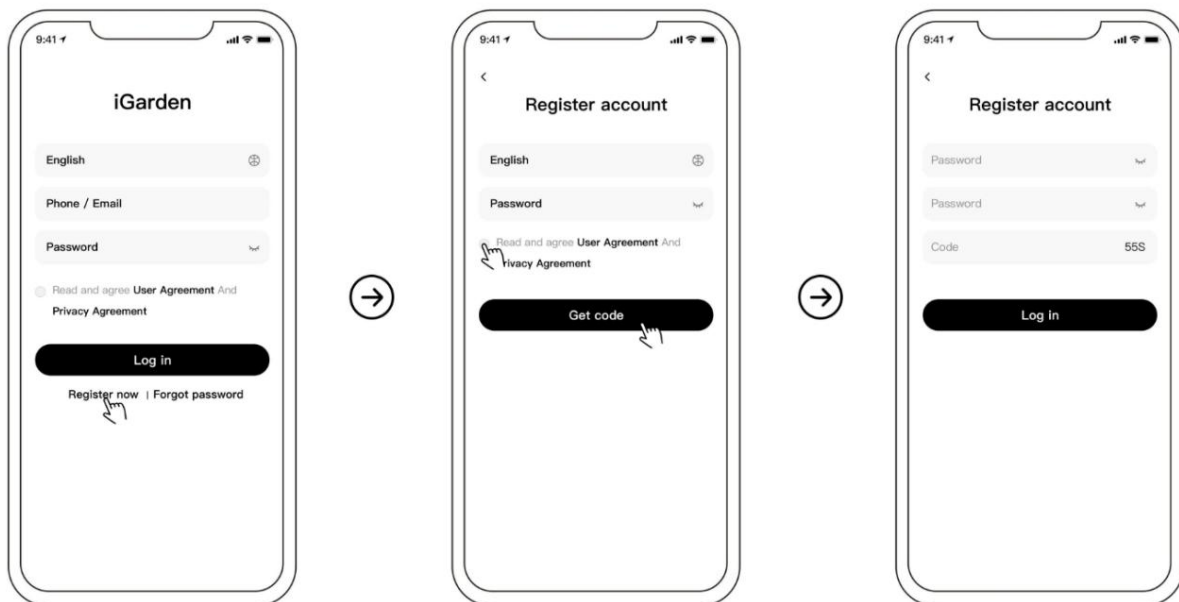 9:41
iGarden
English
Phone / Email
Password
Read and agree User Agreement And
Privacy Agreement
Log in
Register now | Forgot password
9:41
Register account
English
Password
Read and agree User Agreement And
rivacy Agreement
Get code
9:41
Register account
Password
Password
Code 55S
Log in